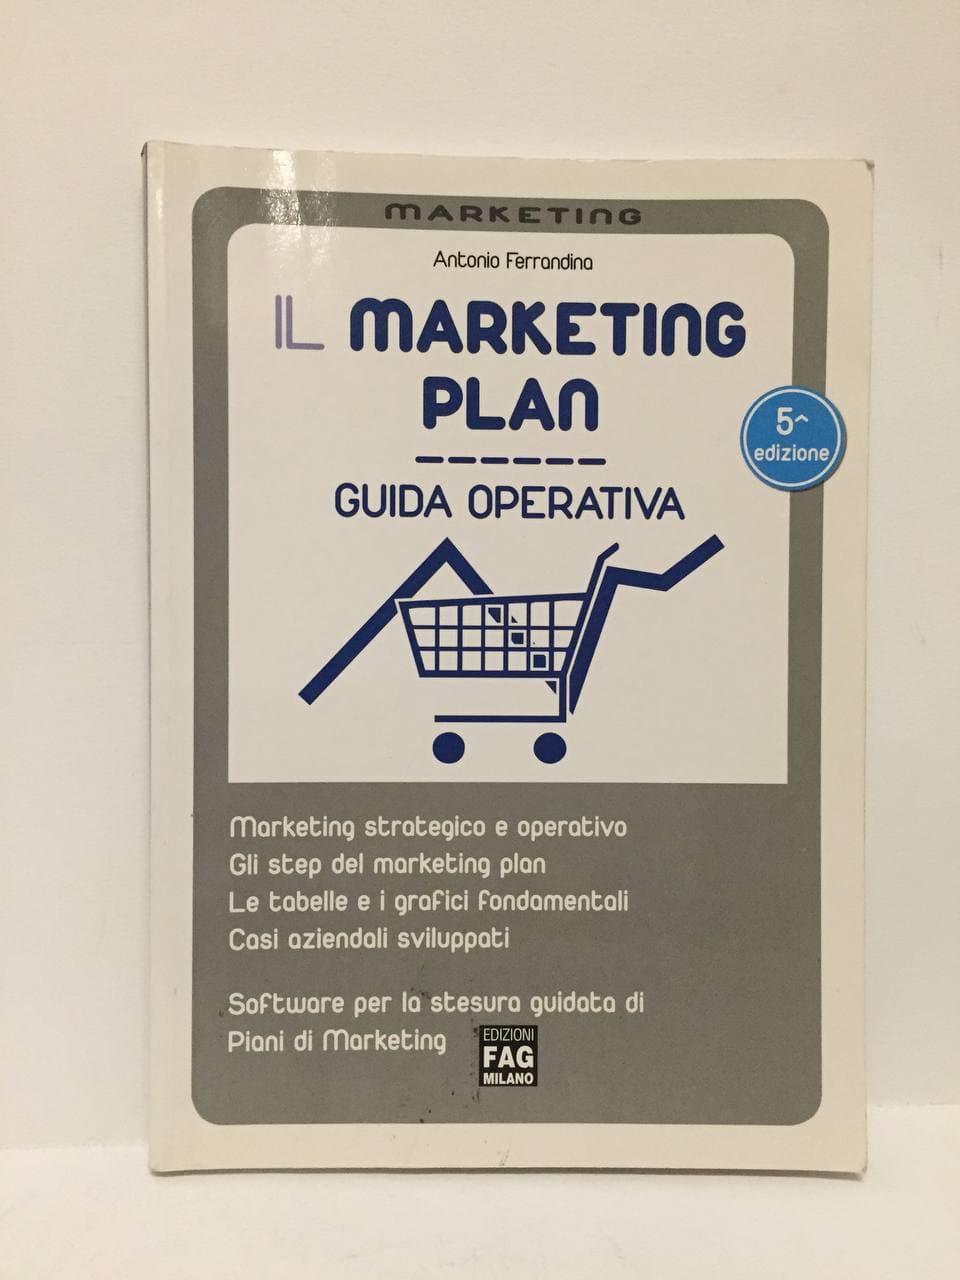 MARKETING
Antonio Ferrandina
IL MARKETING
PLAN
GUIDA OPERATIVA
5^
edizione
Marketing strategico e operativo
Gli step del marketing plan
Le tabelle e i grafici fondamentali
Casi aziendali sviluppati
Software per la stesura guidata di
Piani di Marketing
EDIZIONI
FAG
MILANO